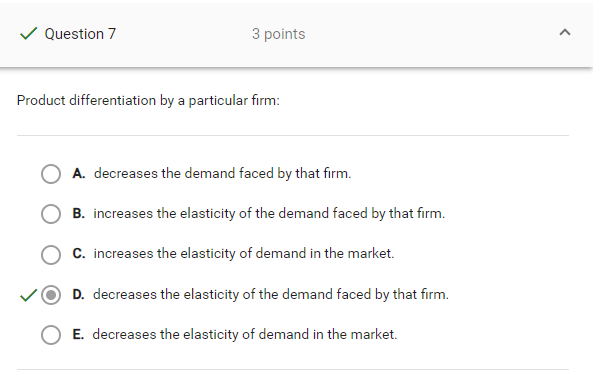 Question 7 3 points
Product differentiation by a particular firm:
A. decreases the demand faced by that firm.
B. increases the elasticity of the demand faced by that firm.
C. increases the elasticity of demand in the market.
D. decreases the elasticity of the demand faced by that firm.
E. decreases the elasticity of demand in the market.